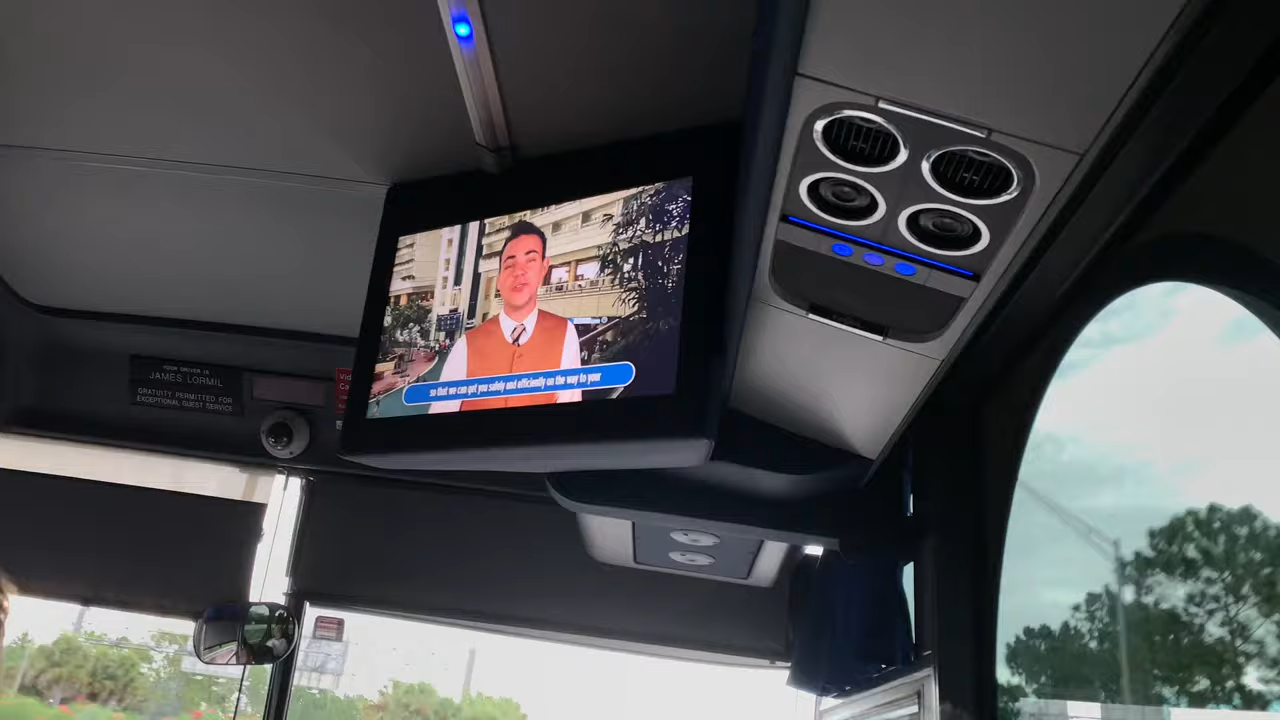 YOUR DRIVER IS
JAMES LORMIL
GRATUITY PERMITTED FOR
EXCEPTIONAL GUEST SERVICE
so that we can get you safely and efficiently on the way to your